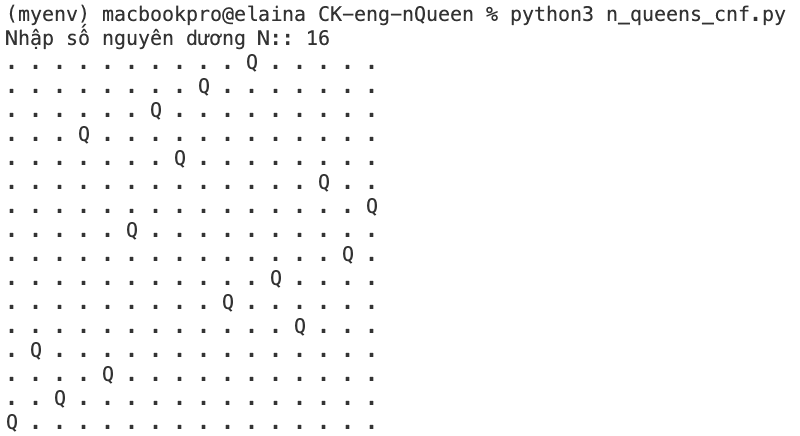 (myenv) macbookpro@elaina CK-eng-nQueen % python3 n_queens_cnf.py
Nhập số nguyên dương N:: 16
. . . . . . . . . . Q . . . . .
. . . . . . . . Q . . . . . . .
. . . . . . Q . . . . . . . . .
. . . Q . . . . . . . . . . . .
. . . . . . . Q . . . . . . . .
. . . . . . . . . . . . . Q . .
. . . . . . . . . . . . . . . Q
. . . . . Q . . . . . . . . . .
. . . . . . . . . . . . . . Q .
. . . . . . . . . . . Q . . . .
. . . . . . . . . Q . . . . . .
. . . . . . . . . . . . Q . . .
. Q . . . . . . . . . . . . . .
. . . . Q . . . . . . . . . . .
. . Q . . . . . . . . . . . . .
Q . . . . . . . . . . . . . . .